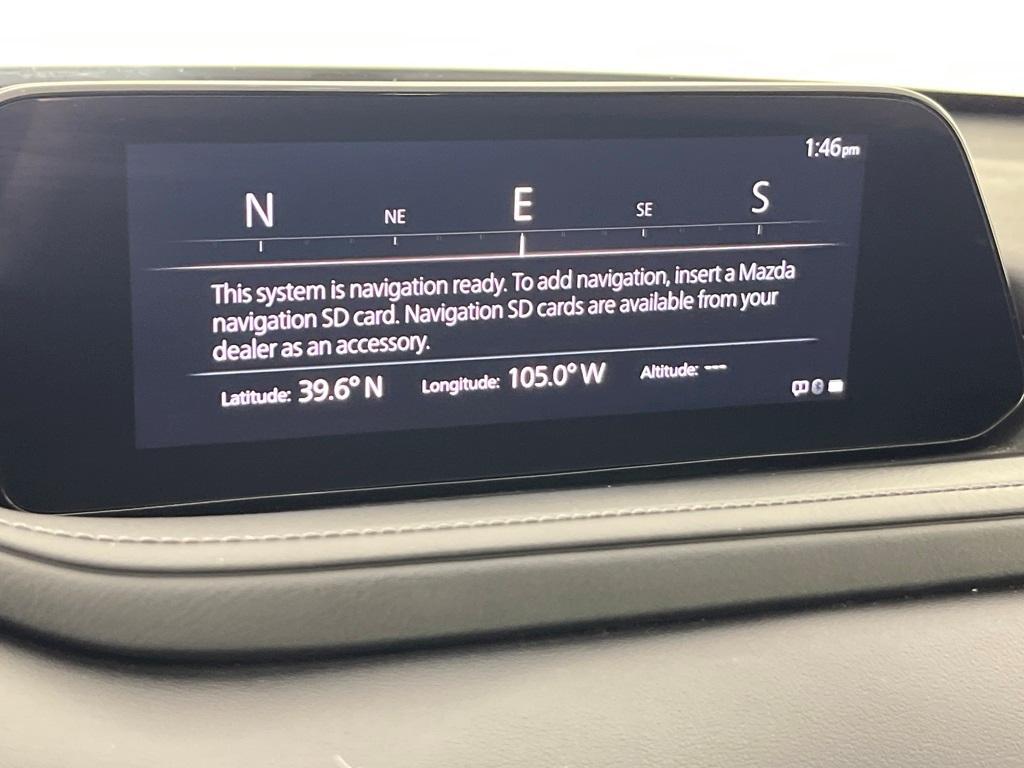 1:46pm
N NE E SE S
This system is navigation ready. To add navigation, insert a Mazda
navigation SD card. Navigation SD cards are available from your
dealer as an accessory.
Latitude: 39.6° N Longitude: 105.0° W Altitude: ---